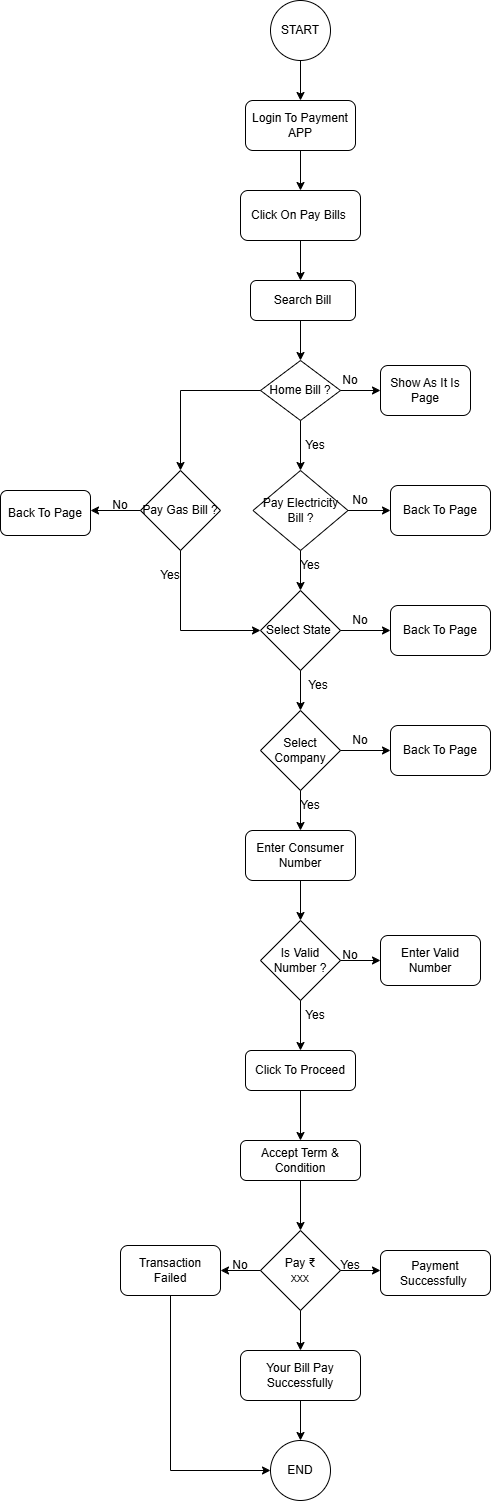 START
Login To Payment
APP
Click On Pay Bills
Search Bill
Home Bill ?
No
Show As It Is
Page
Yes
Back To Page
No
Pay Gas Bill ?
Pay Electricity
Bill ?
No
Back To Page
Yes
Yes
Select State
No
Back To Page
Yes
Select
Company
No
Back To Page
Yes
Enter Consumer
Number
Is Valid
Number ?
No
Enter Valid
Number
Yes
Click To Proceed
Accept Term &
Condition
Transaction
Failed
No
Pay ₹
xxx
Yes
Payment
Successfully
Your Bill Pay
Successfully
END